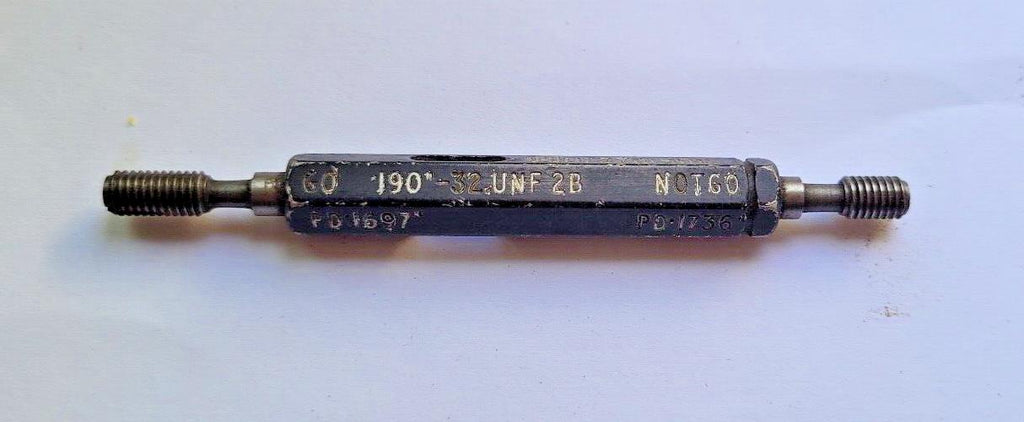 GO .190"-32.UNF 2B NOTGO
PD.1697" PD.1736"